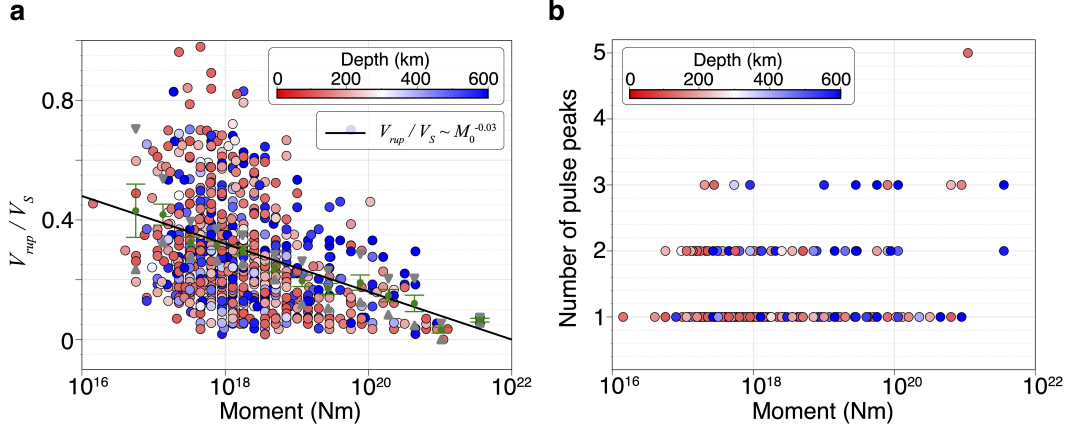 a
Depth (km)
0 200 400 600
V_rup / V_S ~ M_0^-0.03
0.8
0.4
0
V_rup / V_S
10^16 10^18 10^20 10^22
Moment (Nm)
b
Depth (km)
0 200 400 600
5
4
3
2
1
Number of pulse peaks
10^16 10^18 10^20 10^22
Moment (Nm)